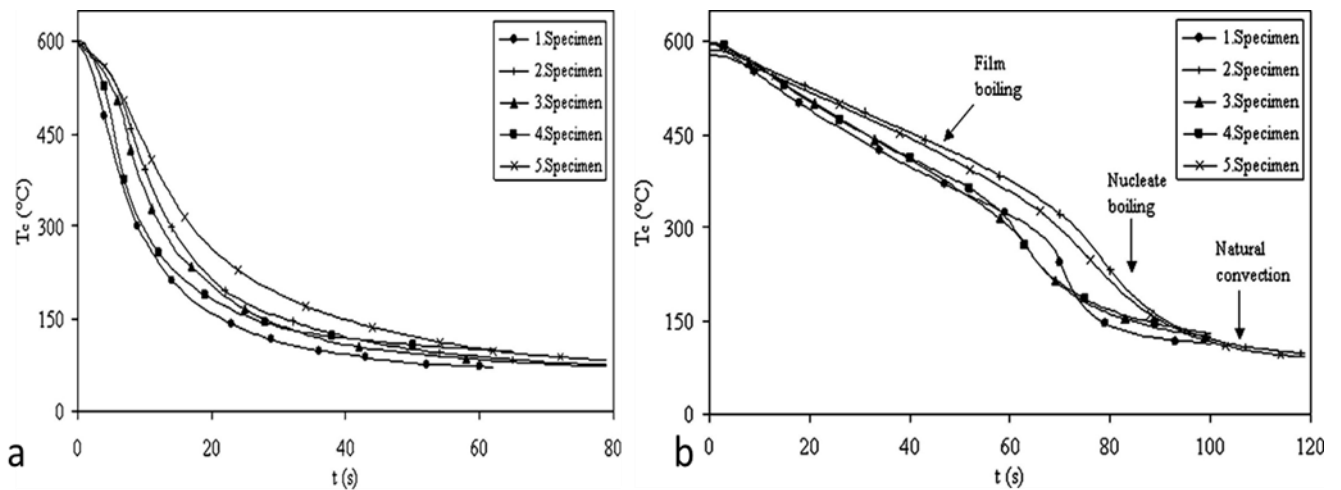 600
450
300
150
0
Tc (°C)
0 20 40 60 80
t (s)
1.Specimen
2.Specimen
3.Specimen
4.Specimen
5.Specimen
a
600
450
300
150
0
Tc (°C)
0 20 40 60 80 100 120
t (s)
Film
boiling
Nucleate
boiling
Natural
convection
1.Specimen
2.Specimen
3.Specimen
4.Specimen
5.Specimen
b